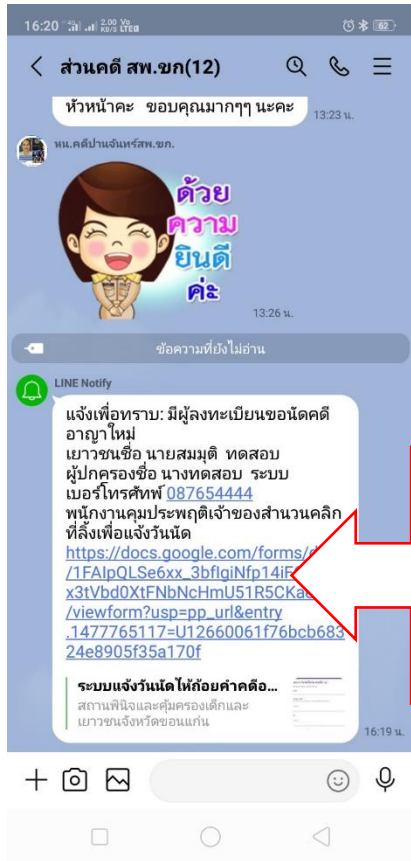 16:20 4G 2.00 KB/S Vo LTE 62
ส่วนคดี สพ.ขก(12)
หัวหน้าคะ ขอบคุณมากๆๆ นะคะ
13:23 น.
หน.คดีปานจันทร์สพ.ขก.
ด้วย
ความ
ยินดี
ค่ะ
13:26 น.
ข้อความที่ยังไม่อ่าน
LINE Notify
แจ้งเพื่อทราบ: มีผู้ลงทะเบียนขอนัดคดี
อาญาใหม่
เยาวชนชื่อ นายสมมุติ ทดสอบ
ผู้ปกครองชื่อ นางทดสอบ ระบบ
เบอร์โทรศัพท์ 087654444
พนักงานคุมประพฤติเจ้าของสำนวนคลิก
ที่ลิ้งเพื่อแจ้งวันนัด
https://docs.google.com/forms/d
/1FAIpQLSe6xx_3bflgiNfp14iF
x3tVbd0XtFNbNcHmU51R5CKa
/viewform?usp=pp_url&entry
.1477765117=U12660061f76bcb683
24e8905f35a170f
ระบบแจ้งวันนัดให้ถ้อยคำคดีอ...
สถานพินิจและคุ้มครองเด็กและ
เยาวชนจังหวัดขอนแก่น
16:19 น.